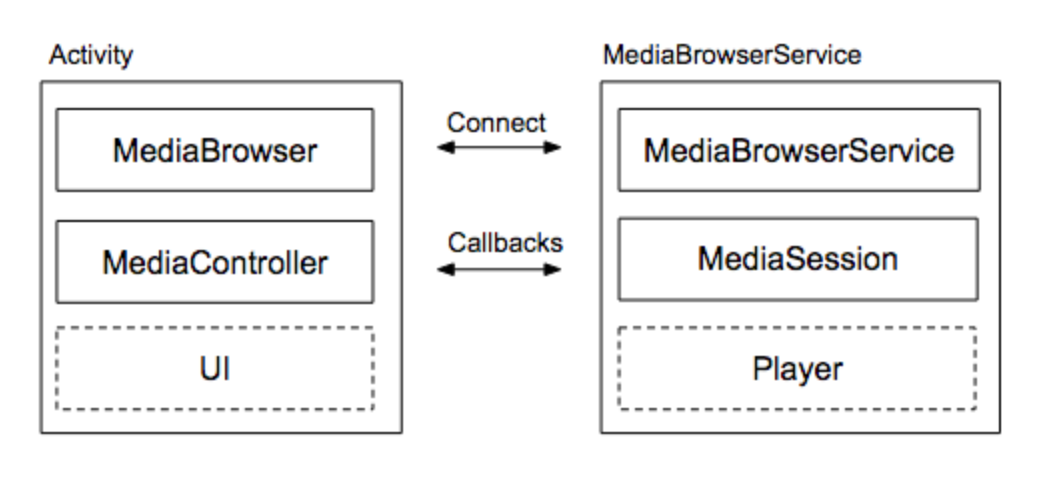 Activity
MediaBrowserService
MediaBrowser
Connect
MediaBrowserService
MediaController
Callbacks
MediaSession
UI
Player